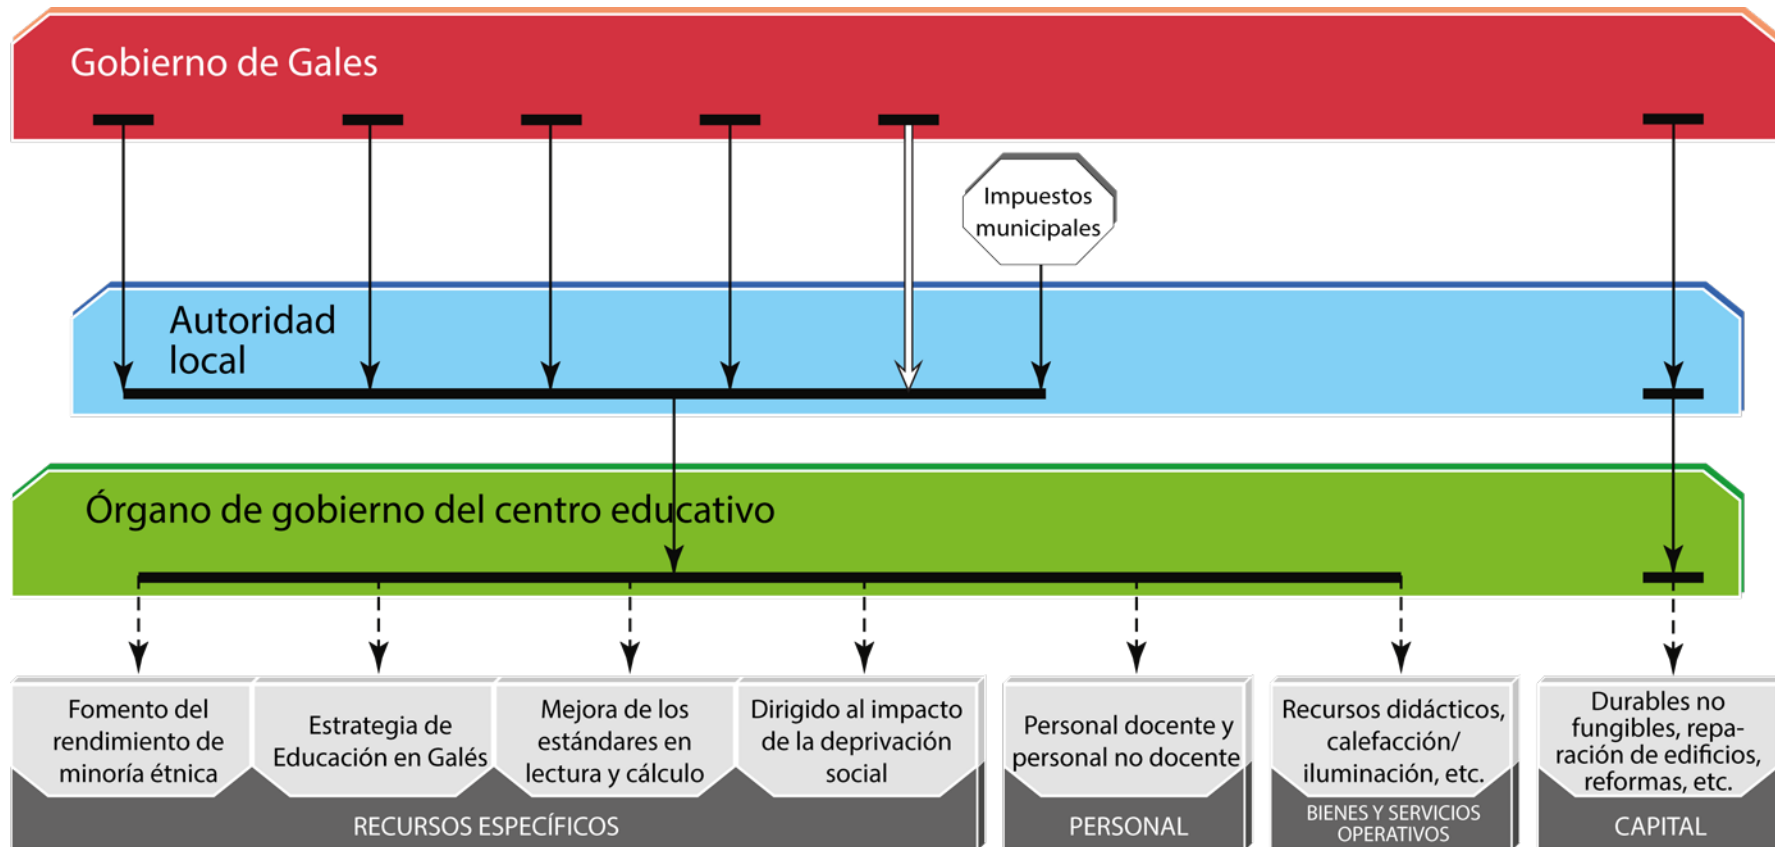 Gobierno de Gales
Impuestos
municipales
Autoridad
local
Órgano de gobierno del centro educativo
Fomento del
rendimiento de
minoría étnica
Estrategia de
Educación en Galés
Mejora de los
estándares en
lectura y cálculo
Dirigido al impacto
de la deprivación
social
Personal docente y
personal no docente
Recursos didácticos,
calefacción/
iluminación, etc.
Durables no
fungibles, repa-
ración de edificios,
reformas, etc.
RECURSOS ESPECÍFICOS
PERSONAL
BIENES Y SERVICIOS
OPERATIVOS
CAPITAL